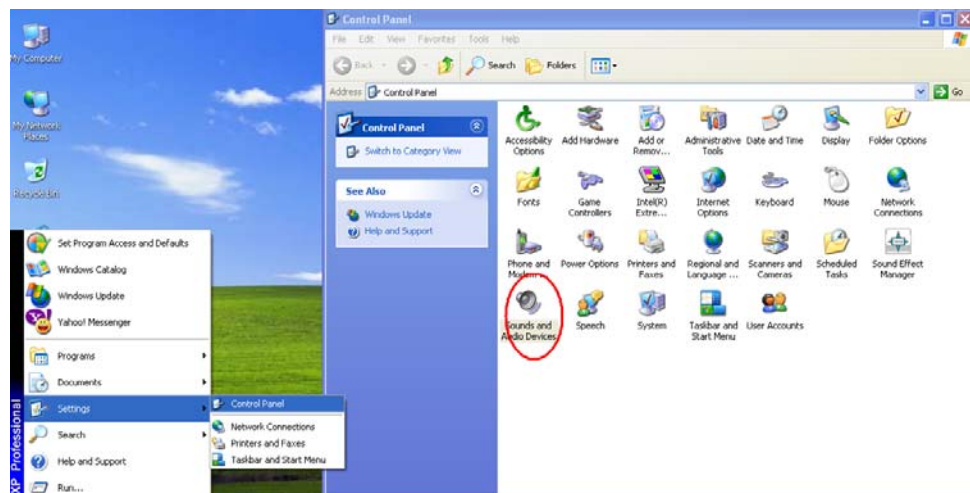 My Computer
My Network
Places
Recycle Bin
Set Program Access and Defaults
Windows Catalog
Windows Update
Yahoo! Messenger
Programs
Documents
Settings
Search
Help and Support
Run...
XP Professional
Control Panel
Network Connections
Printers and Faxes
Taskbar and Start Menu
Control Panel
File Edit View Favorites Tools Help
Back Search Folders
Address Control Panel Go
Control Panel
Switch to Category View
See Also
Windows Update
Help and Support
Accessibility
Options
Add Hardware
Add or
Remov...
Administrative
Tools
Date and Time
Display
Folder Options
Fonts
Game
Controllers
Intel(R)
Extre...
Internet
Options
Keyboard
Mouse
Network
Connections
Phone and
Modem ...
Power Options
Printers and
Faxes
Regional and
Language ...
Scanners and
Cameras
Scheduled
Tasks
Sound Effect
Manager
Sounds and
Audio Devices
Speech
System
Taskbar and
Start Menu
User Accounts